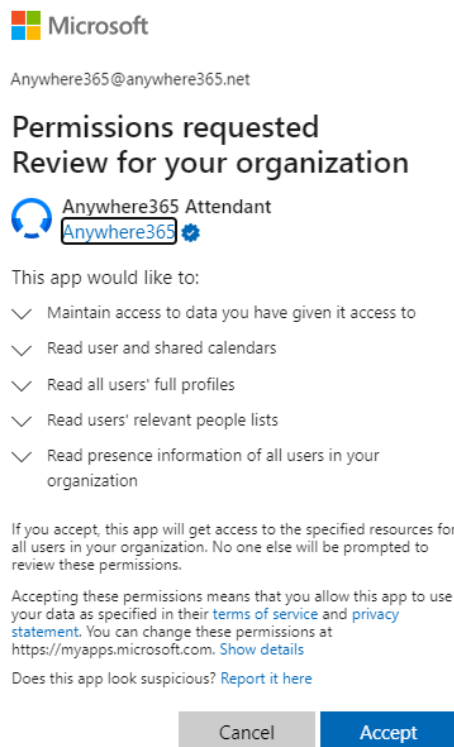 Microsoft
Anywhere365@anywhere365.net
Permissions requested
Review for your organization
Anywhere365 Attendant
Anywhere365
This app would like to:
Maintain access to data you have given it access to
Read user and shared calendars
Read all users' full profiles
Read users' relevant people lists
Read presence information of all users in your
organization
If you accept, this app will get access to the specified resources for
all users in your organization. No one else will be prompted to
review these permissions.
Accepting these permissions means that you allow this app to use
your data as specified in their terms of service and privacy
statement. You can change these permissions at
https://myapps.microsoft.com. Show details
Does this app look suspicious? Report it here
Cancel
Accept